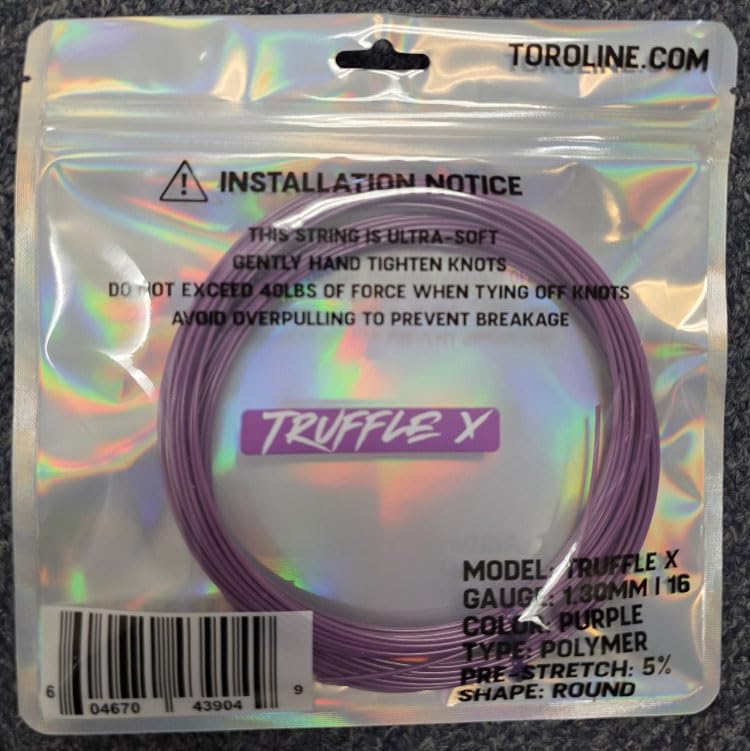 TOROLINE.COM
INSTALLATION NOTICE
THIS STRING IS ULTRA-SOFT
GENTLY HAND TIGHTEN KNOTS
DO NOT EXCEED 40LBS OF FORCE WHEN TYING OFF KNOTS
AVOID OVERPULLING TO PREVENT BREAKAGE
TRUFFLE X
MODEL: TRUFFLE X
GAUGE: 1.30MM | 16
COLOR: PURPLE
TYPE: POLYMER
PRE-STRETCH: 5%
SHAPE: ROUND
6 04670 43904 9